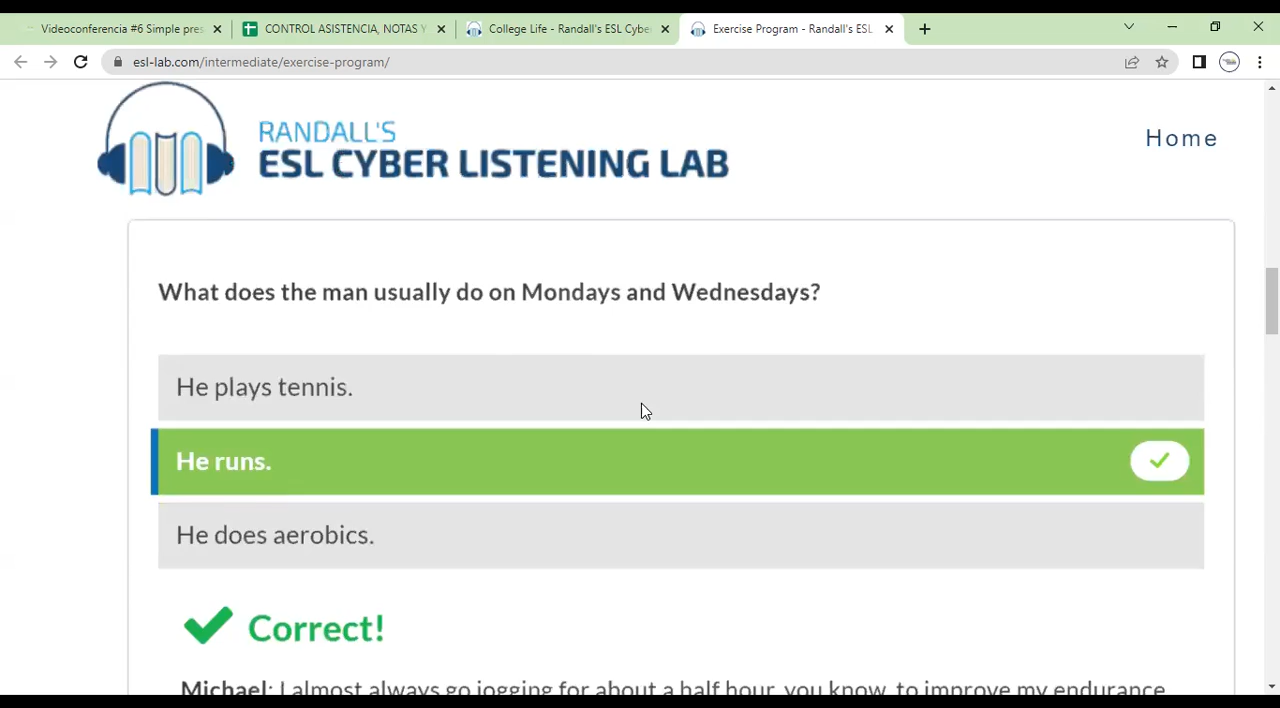 Videoconferencia #6 Simple pres
CONTROL ASISTENCIA, NOTAS Y
College Life - Randall's ESL Cybe
Exercise Program - Randall's ESL
esl-lab.com/intermediate/exercise-program/
RANDALL'S
ESL CYBER LISTENING LAB
Home
What does the man usually do on Mondays and Wednesdays?
He plays tennis.
He runs.
He does aerobics.
Correct!
Michael: I almost always go jogging for about a half hour, you know, to improve my endurance